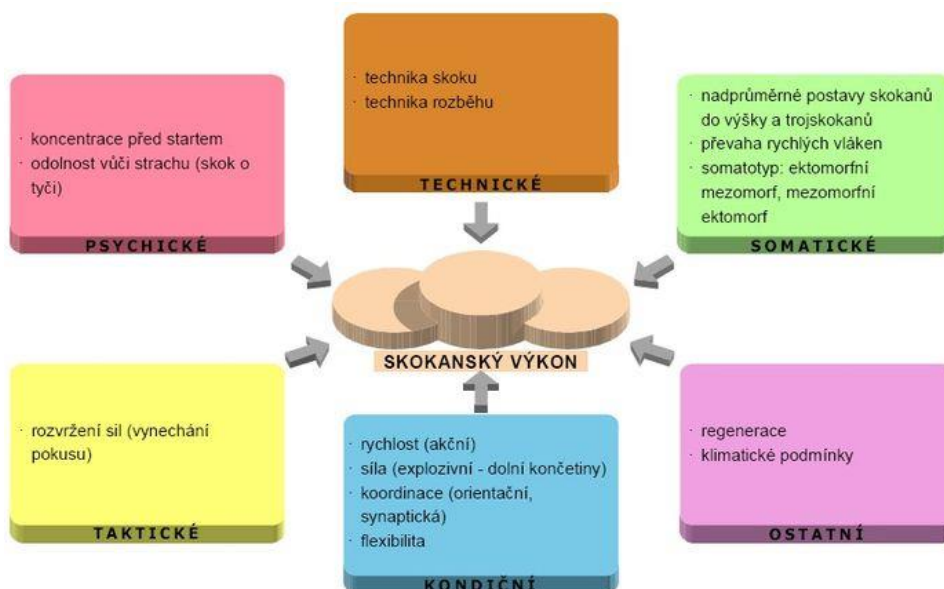 · koncentrace před startem
· odolnost vůči strachu (skok o
tyči)
PSYCHICKÉ
· technika skoku
· technika rozběhu
TECHNICKÉ
· nadprůměrné postavy skokanů
do výšky a trojskokanů
· převaha rychlých vláken
· somatotyp: ektomorfní
mezomorf, mezomorfní
ektomorf
SOMATICKÉ
SKOKANSKÝ VÝKON
· rozvržení sil (vynechání
pokusu)
TAKTICKÉ
· rychlost (akční)
· síla (explozivní - dolní končetiny)
· koordinace (orientační,
synaptická)
· flexibilita
KONDIČNÍ
· regenerace
· klimatické podmínky
OSTATNÍ